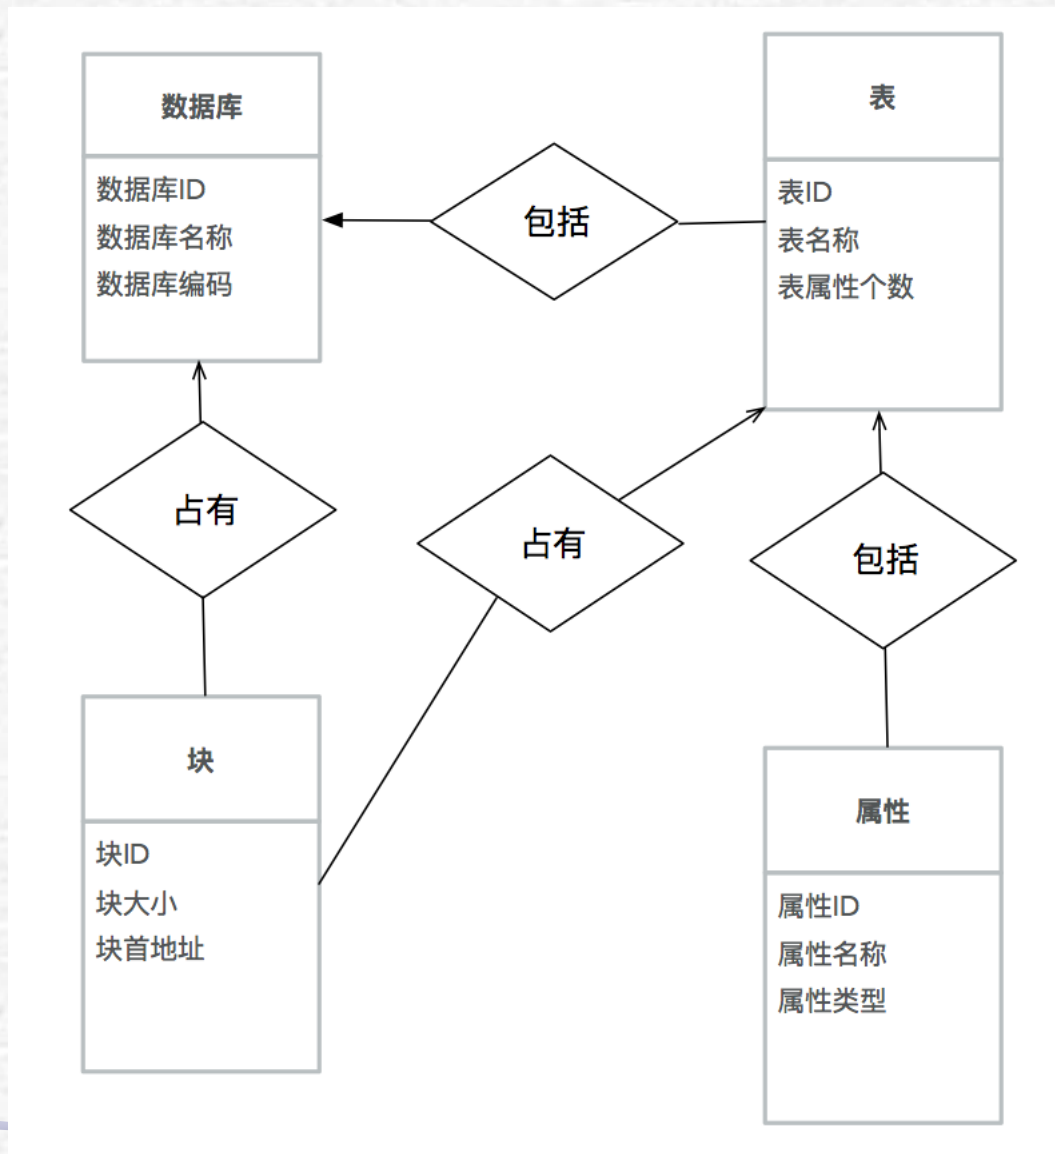 数据库
数据库ID
数据库名称
数据库编码
包括
表
表ID
表名称
表属性个数
占有
占有
包括
块
块ID
块大小
块首地址
属性
属性ID
属性名称
属性类型